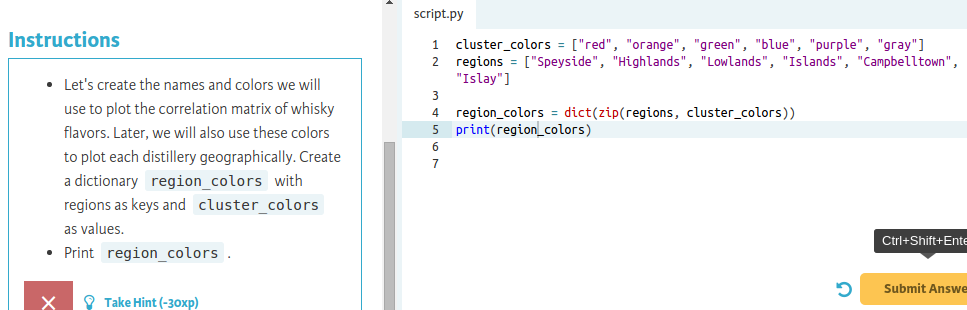 script.py
Instructions
Let's create the names and colors we will
use to plot the correlation matrix of whisky
flavors. Later, we will also use these colors
to plot each distillery geographically. Create
a dictionary region_colors with
regions as keys and cluster_colors
as values.
Print region_colors .
Take Hint (-30xp)
1 cluster_colors = ["red", "orange", "green", "blue", "purple", "gray"]
2 regions = ["Speyside", "Highlands", "Lowlands", "Islands", "Campbelltown",
"Islay"]
3
4 region_colors = dict(zip(regions, cluster_colors))
5 print(region_colors)
6
7
Ctrl+Shift+Ente
Submit Answe